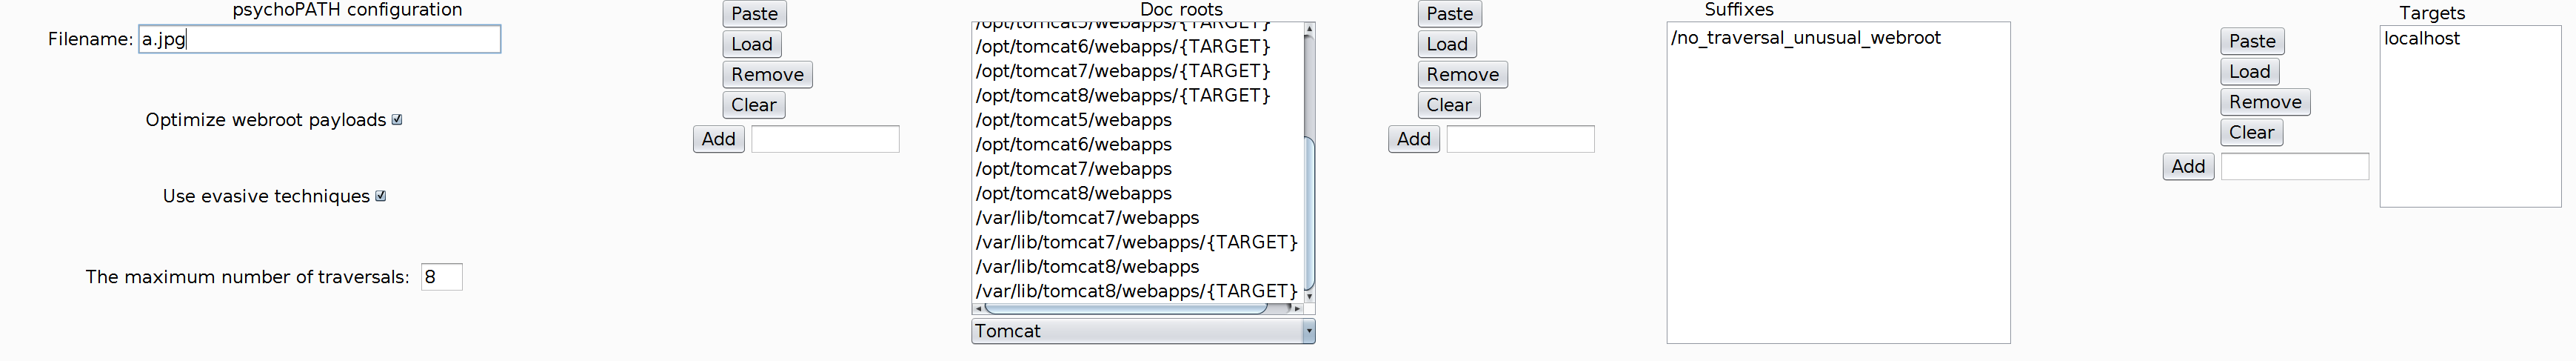 psychoPATH configuration
Filename: a.jpg
Optimize webroot payloads
Use evasive techniques
The maximum number of traversals: 8
Paste
Load
Remove
Clear
Add
Doc roots
/opt/tomcat5/webapps/{TARGET}
/opt/tomcat6/webapps/{TARGET}
/opt/tomcat7/webapps/{TARGET}
/opt/tomcat8/webapps/{TARGET}
/opt/tomcat5/webapps
/opt/tomcat6/webapps
/opt/tomcat7/webapps
/opt/tomcat8/webapps
/var/lib/tomcat7/webapps
/var/lib/tomcat7/webapps/{TARGET}
/var/lib/tomcat8/webapps
/var/lib/tomcat8/webapps/{TARGET}
Tomcat
Paste
Load
Remove
Clear
Add
Suffixes
/no_traversal_unusual_webroot
Paste
Load
Remove
Clear
Add
Targets
localhost